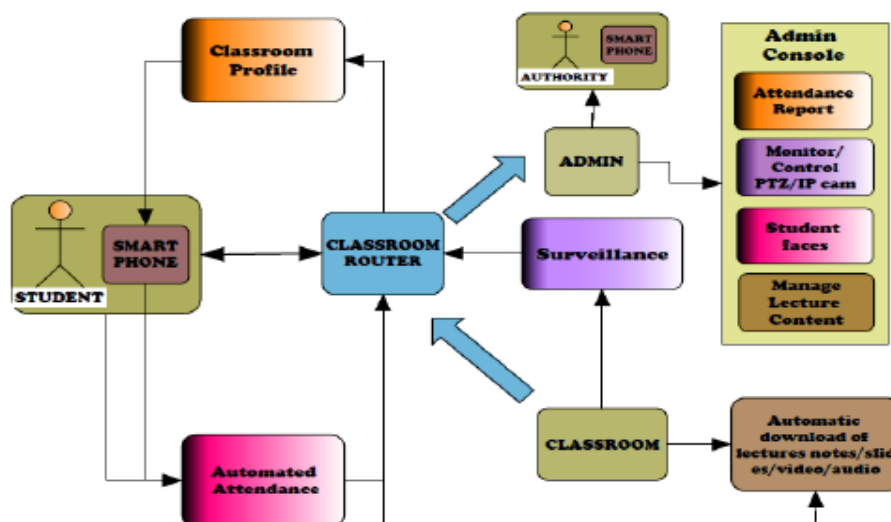 Classroom
Profile
SMART
PHONE
AUTHORITY
Admin
Console
Attendance
Report
ADMIN
Monitor/
Control
PTZ/IP cam
SMART
PHONE
STUDENT
CLASSROOM
ROUTER
Surveillance
Student
faces
Manage
Lecture
Content
Automated
Attendance
CLASSROOM
Automatic
download of
lectures notes/slid
es/video/audio